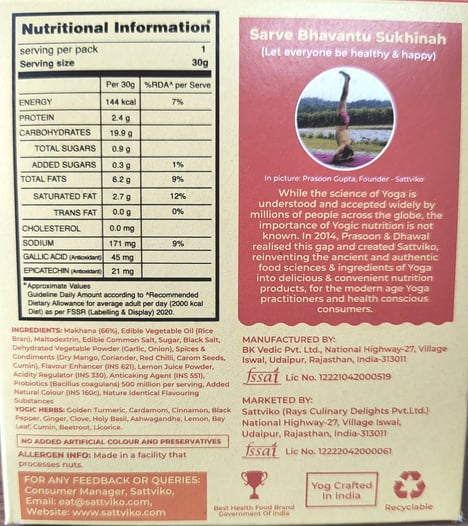 Nutritional Information*
serving per pack 1
Serving size 30g
Per 30g %RDA^ per Serve
ENERGY 144 kcal 7%
PROTEIN 2.4 g
CARBOHYDRATES 19.9 g
TOTAL SUGARS 0.9 g
ADDED SUGARS 0.3 g 1%
TOTAL FATS 6.2 g 9%
SATURATED FAT 2.7 g 12%
TRANS FAT 0.0 g 0%
CHOLESTEROL 0.0 mg
SODIUM 171 mg 9%
GALLIC ACID (Antioxidant) 45 mg
EPICATECHIN (Antioxidant) 21 mg
*Approximate Values
Guideline Daily Amount according to ^Recommended
Dietary Allowance for average adult per day (2000 kcal
Diet) as per FSSR (Labelling & Display) 2020.
INGREDIENTS: Makhana (66%), Edible Vegetable Oil (Rice
Bran), Maltodextrin, Edible Common Salt, Sugar, Black Salt,
Dehydrated Vegetable Powder (Garlic, Onion), Spices &
Condiments (Dry Mango, Coriander, Red Chilli, Carom Seeds,
Cumin), Flavour Enhancer (INS 621), Lemon Juice Powder,
Acidity Regulator (INS 330), Anticaking Agent (INS 551),
Probiotics (Bacillus coagulans) 500 million per serving, Added
Natural Colour (INS 160c), Nature Identical Flavouring
Substances
YOGIC HERBS: Golden Turmeric, Cardamom, Cinnamon, Black
Pepper, Ginger, Clove, Holy Basil, Ashwagandha, Lemon, Bay
Leaf, Cumin, Beetroot, Licorice.
NO ADDED ARTIFICIAL COLOUR AND PRESERVATIVES
ALLERGEN INFO: Made in a facility that
processes nuts.
FOR ANY FEEDBACK OR QUERIES:
Consumer Manager, Sattviko,
Email: eat@sattviko.com,
Website: www.sattviko.com
Sarve Bhavantu Sukhinah
(Let everyone be healthy & happy)
In picture: Prasoon Gupta, Founder - Sattviko
While the science of Yoga is
understood and accepted widely by
millions of people across the globe, the
importance of Yogic nutrition is not
known. In 2014, Prasoon & Dhawal
realised this gap and created Sattviko,
reinventing the ancient and authentic
food sciences & ingredients of Yoga
into delicious & convenient nutrition
products, for the modern age Yoga
practitioners and health conscious
consumers.
MANUFACTURED BY:
BK Vedic Pvt. Ltd., National Highway-27, Village
Iswal, Udaipur, Rajasthan, India-313011
fssai Lic No. 12221042000519
MARKETED BY:
Sattviko (Rays Culinary Delights Pvt.Ltd.)
National Highway-27, Village Iswal,
Udaipur, Rajasthan, India-313011
fssai Lic No. 12222042000061
Best Health Food Brand
Government Of India
Yog Crafted
In India
Recyclable